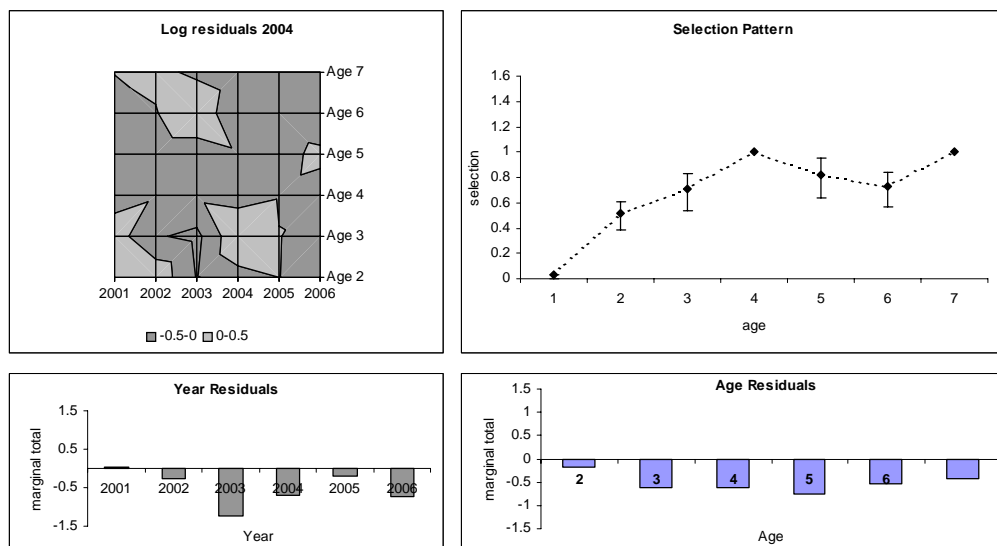 Log residuals 2004
Age 7
Age 6
Age 5
Age 4
Age 3
Age 2
2001 2002 2003 2004 2005 2006
-0.5-0 0-0.5
Selection Pattern
1.6
1.4
1.2
1
0.8
0.6
0.4
0.2
0
selection
1 2 3 4 5 6 7
age
Year Residuals
1.5
0.5
-0.5
-1.5
marginal total
2001 2002 2003 2004 2005 2006
Year
Age Residuals
1.5
1
0.5
0
-0.5
-1
-1.5
marginal total
2 3 4 5 6
Age